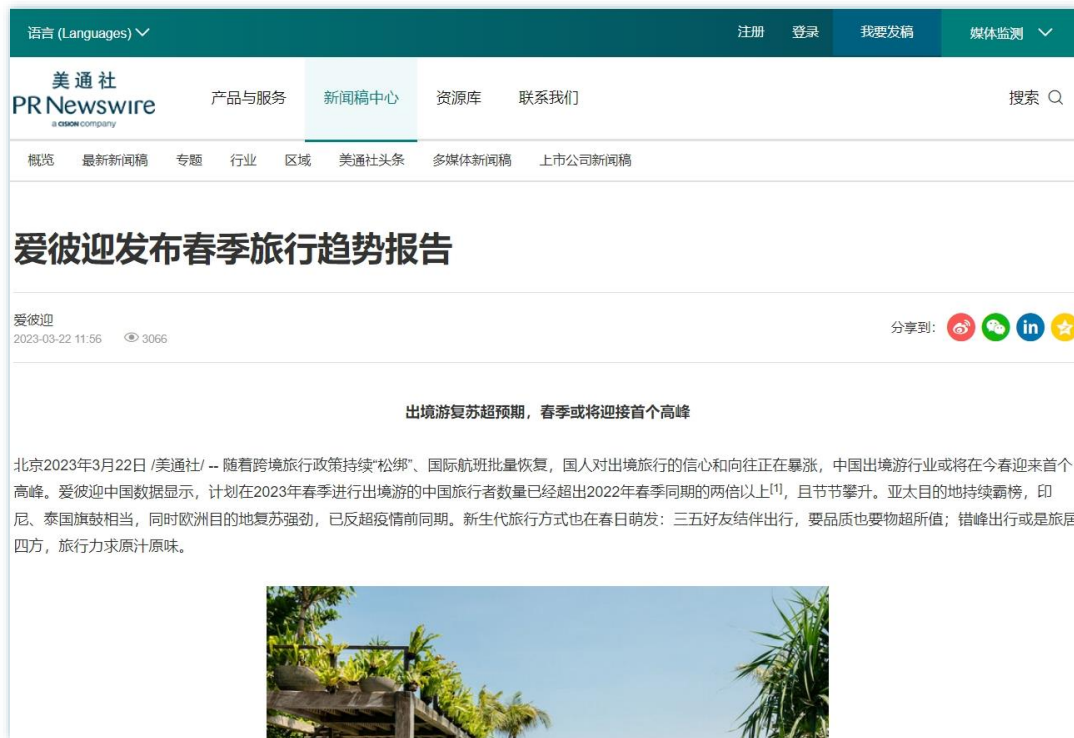 语言 (Languages)
注册
登录
我要发稿
媒体监测
美通社
PR Newswire
a CISION company
产品与服务
新闻稿中心
资源库
联系我们
搜索
概览
最新新闻稿
专题
行业
区域
美通社头条
多媒体新闻稿
上市公司新闻稿
爱彼迎发布春季旅行趋势报告
爱彼迎
2023-03-22 11:56
3066
分享到:
in
出境游复苏超预期，春季或将迎接首个高峰
北京2023年3月22日 /美通社/ -- 随着跨境旅行政策持续“松绑”、国际航班批量恢复，国人对出境旅行的信心和向往正在暴涨，中国出境游行业或将在今春迎来首个
高峰。爱彼迎中国数据显示，计划在2023年春季进行出境游的中国旅行者数量已经超出2022年春季同期的两倍以上[1]，且节节攀升。亚太目的地持续霸榜，印
尼、泰国旗鼓相当，同时欧洲目的地复苏强劲，已反超疫情前同期。新生代旅行方式也在春日萌发：三五好友结伴出行，要品质也要物超所值；错峰出行或是旅居
四方，旅行力求原汁原味。